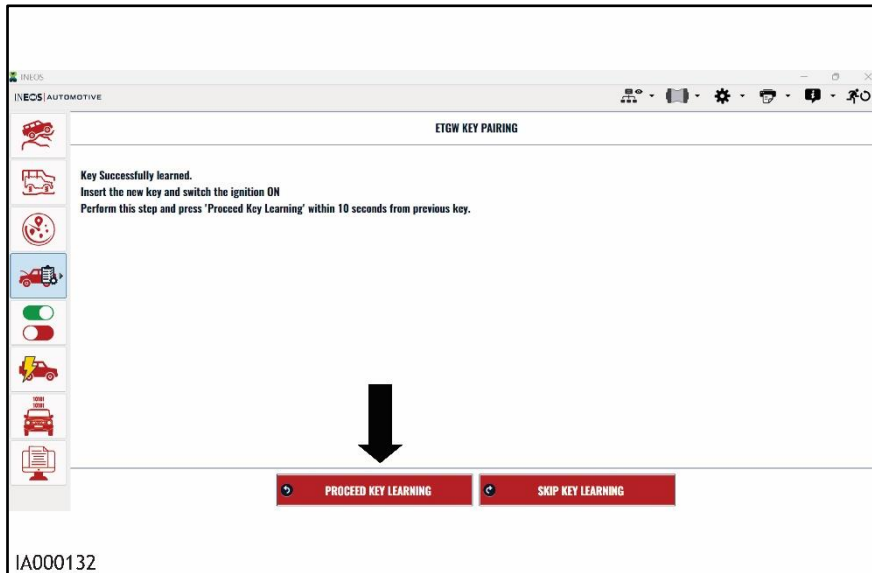 INEOS
INEOS AUTOMOTIVE
ETGW KEY PAIRING
Key Successfully learned.
Insert the new key and switch the ignition ON
Perform this step and press 'Proceed Key Learning' within 10 seconds from previous key.
10101
10101
PROCEED KEY LEARNING
SKIP KEY LEARNING
IA000132